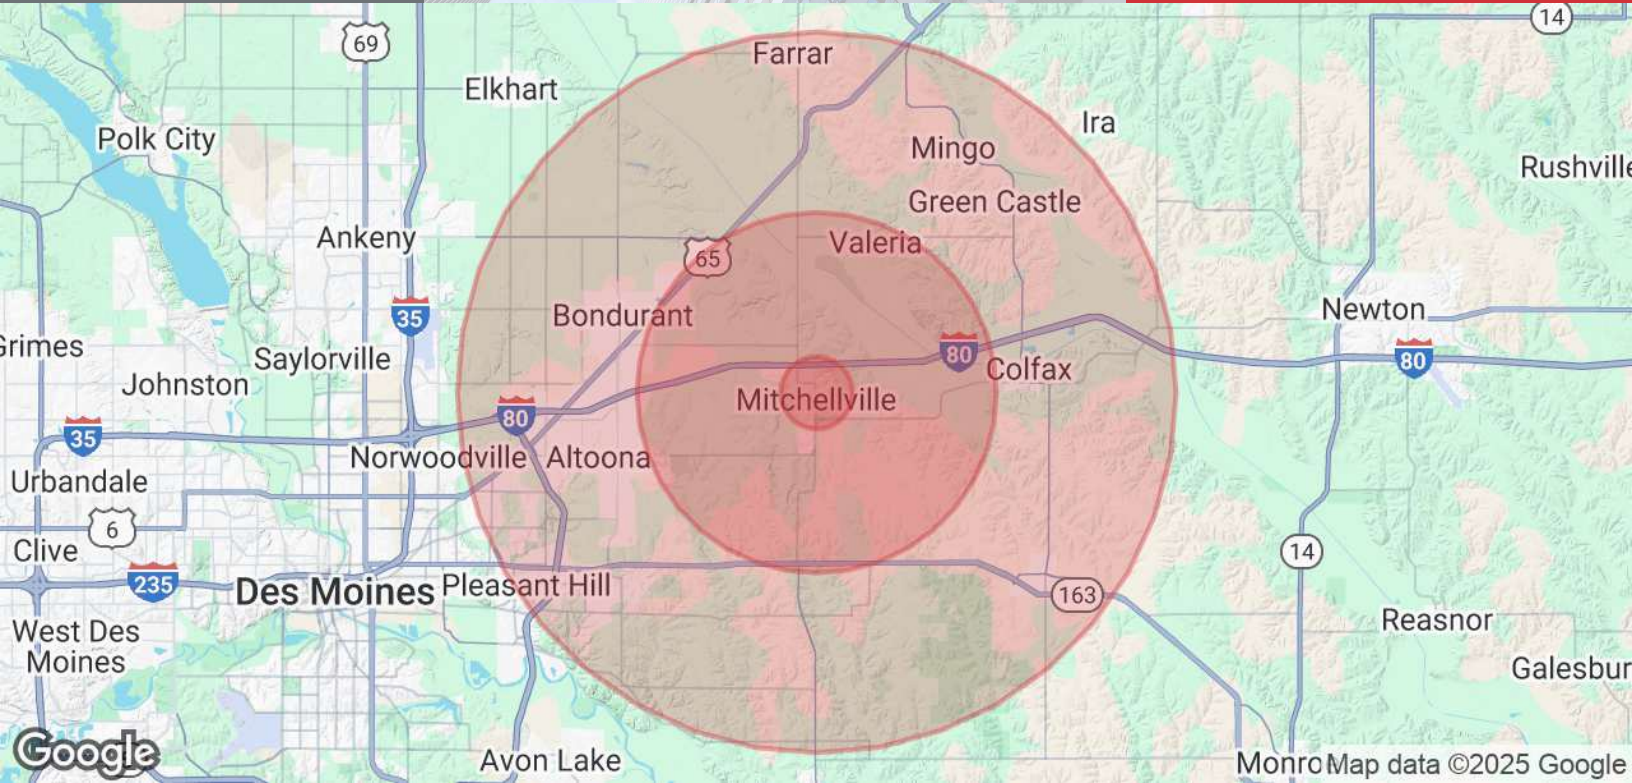 14
69
Farrar
Elkhart
Ira
Polk City
Mingo
Rushville
Green Castle
Ankeny
Valeria
65
Bondurant
Newton
35
Grimes
Saylorville
80
80
Colfax
Johnston
Mitchellville
80
35
Norwoodville
Altoona
Urbandale
6
Clive
14
235
Des Moines
Pleasant Hill
163
West Des
Moines
Reasnor
Galesbur
Avon Lake
Google
Monro
Map data ©2025 Google